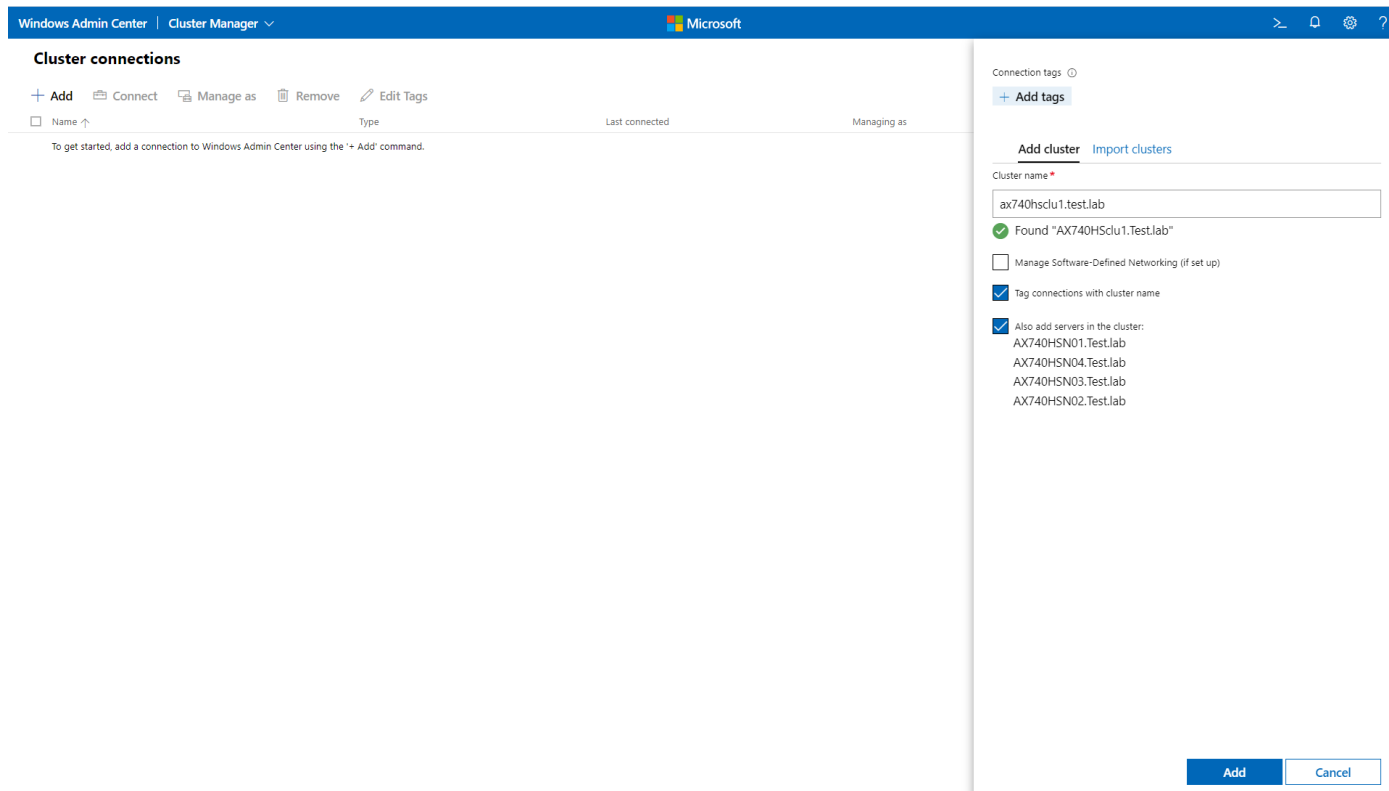 Windows Admin Center | Cluster Manager
Microsoft
Cluster connections
Add Connect Manage as Remove Edit Tags
Name Type Last connected Managing as
To get started, add a connection to Windows Admin Center using the '+ Add' command.
Connection tags
+ Add tags
Add cluster Import clusters
Cluster name *
ax740hsclu1.test.lab
Found "AX740HSclu1.Test.lab"
Manage Software-Defined Networking (if set up)
Tag connections with cluster name
Also add servers in the cluster:
AX740HSN01.Test.lab
AX740HSN04.Test.lab
AX740HSN03.Test.lab
AX740HSN02.Test.lab
Add Cancel